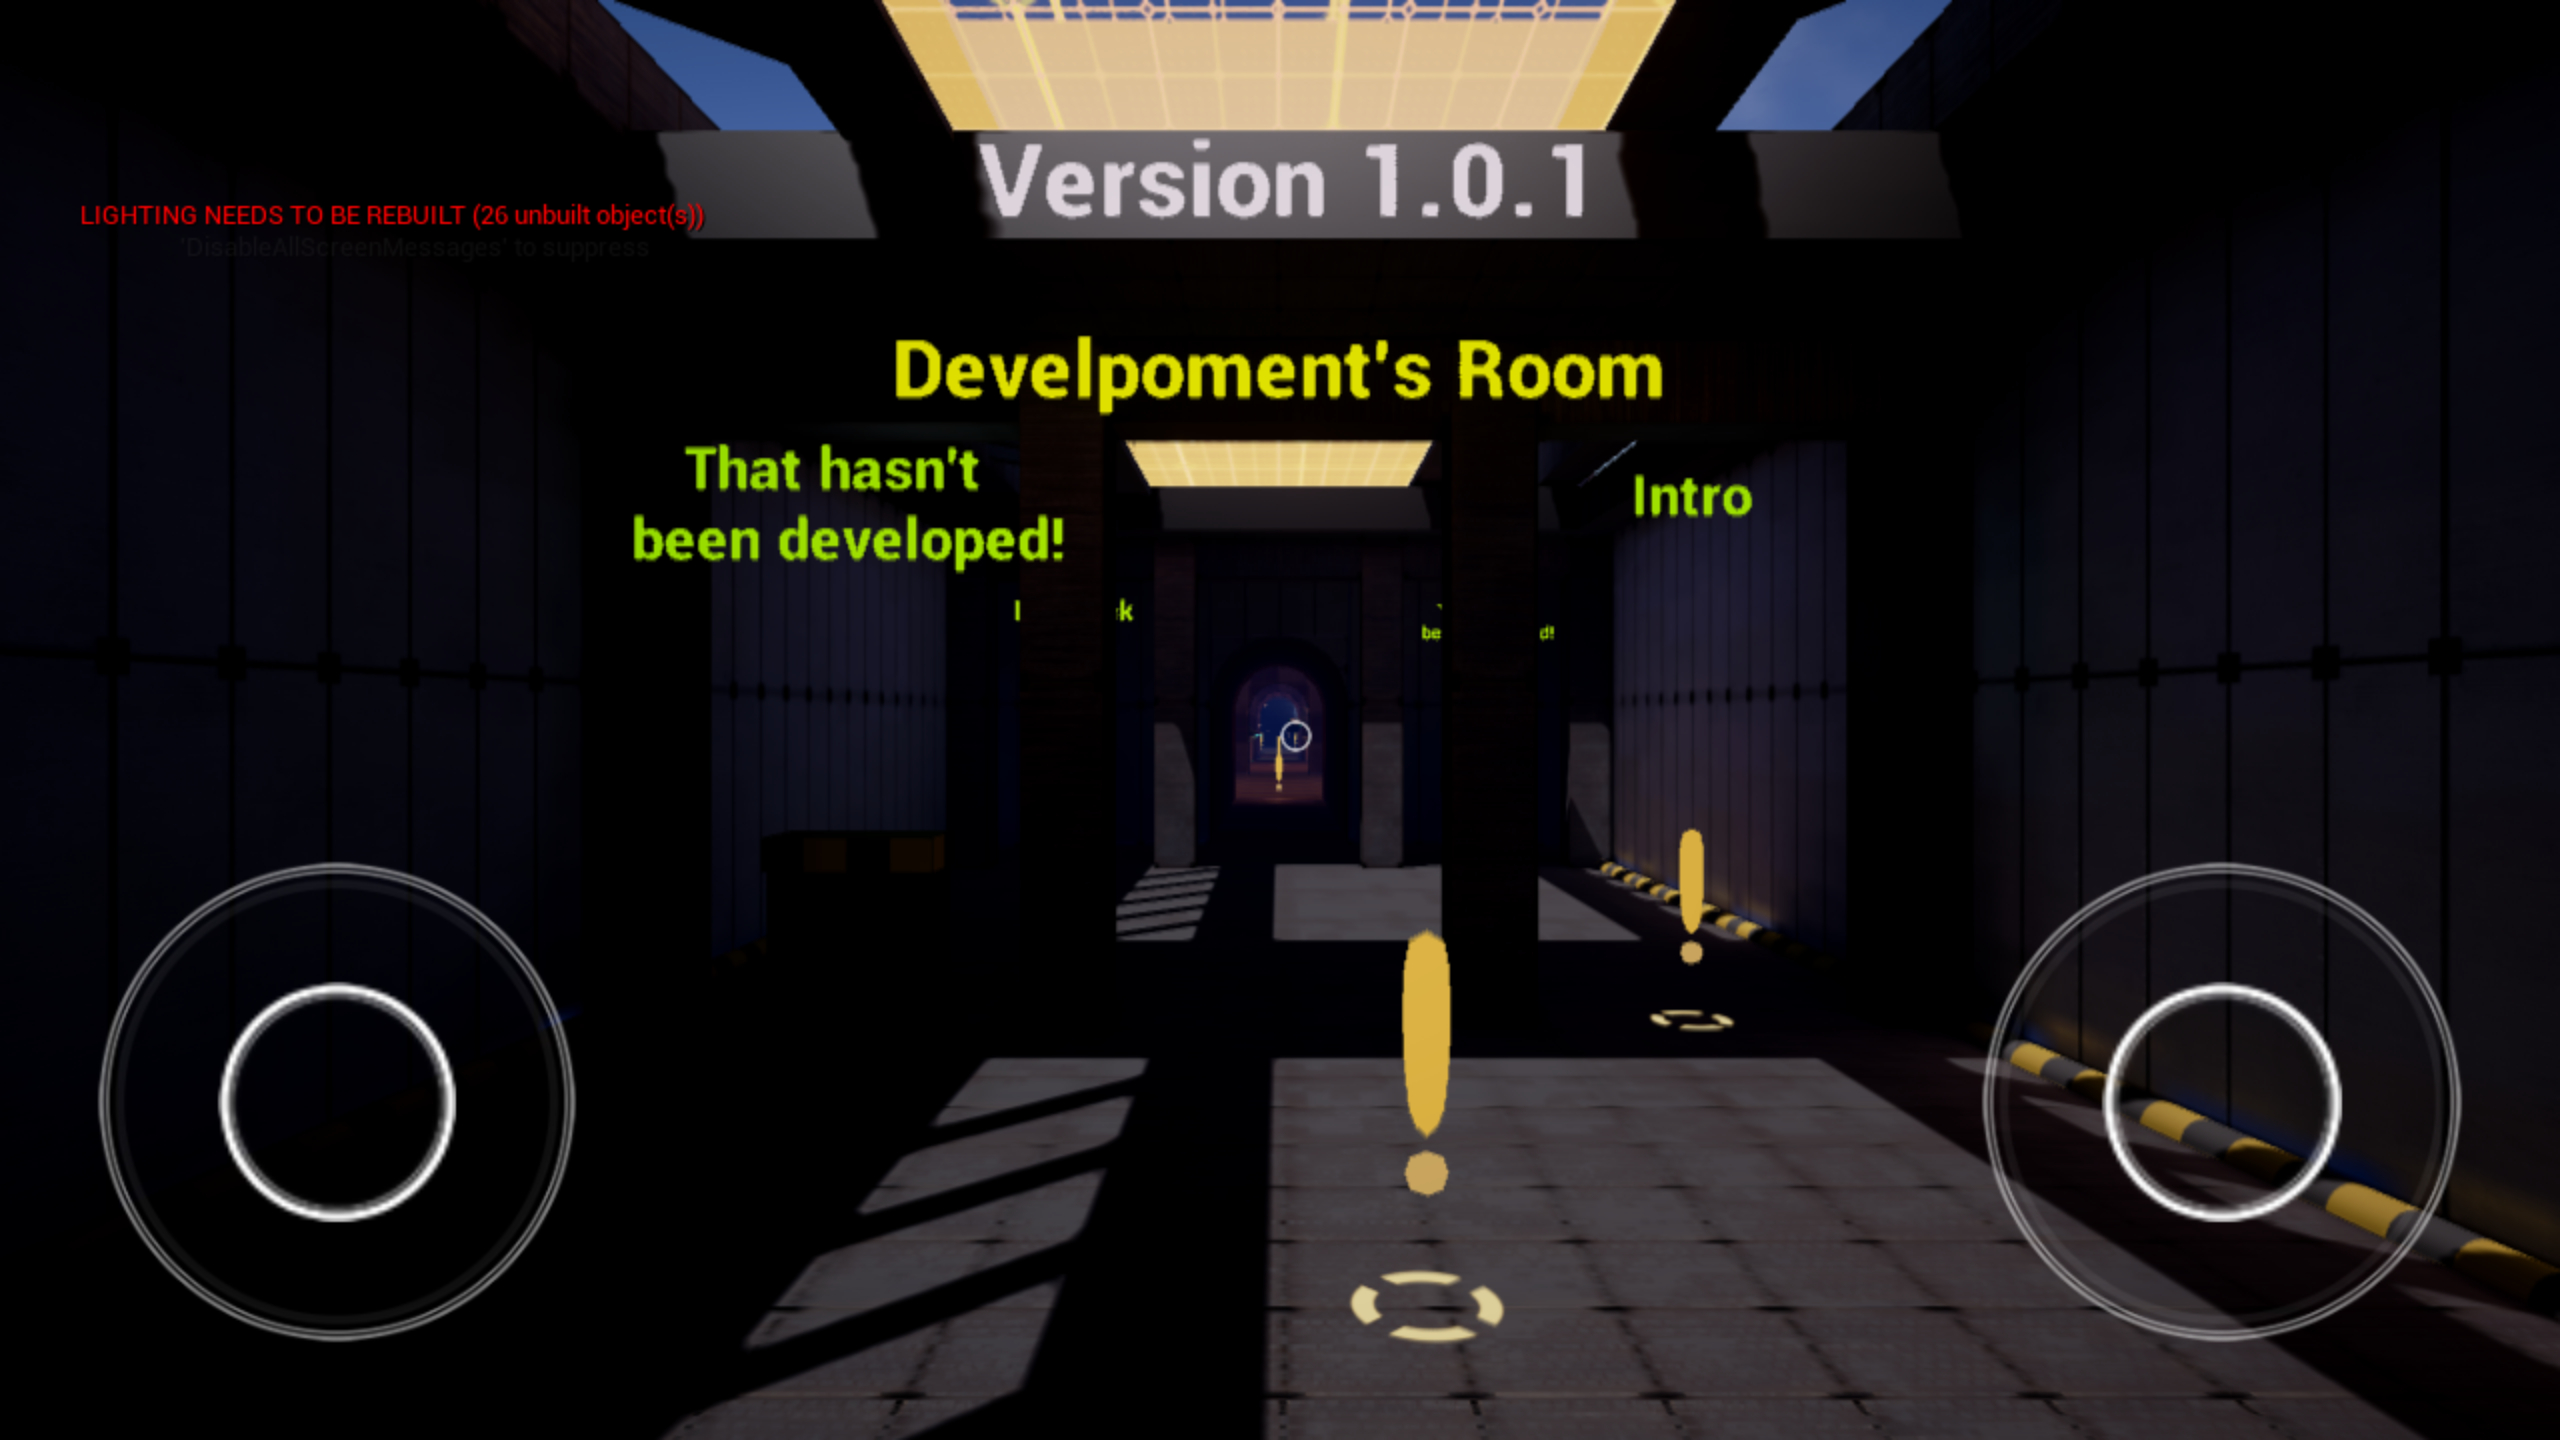 Version 1.0.1
LIGHTING NEEDS TO BE REBUILT (26 unbuilt object(s))
'DisableAllScreenMessages' to suppress
Develpoment's Room
That hasn't
been developed!
Intro